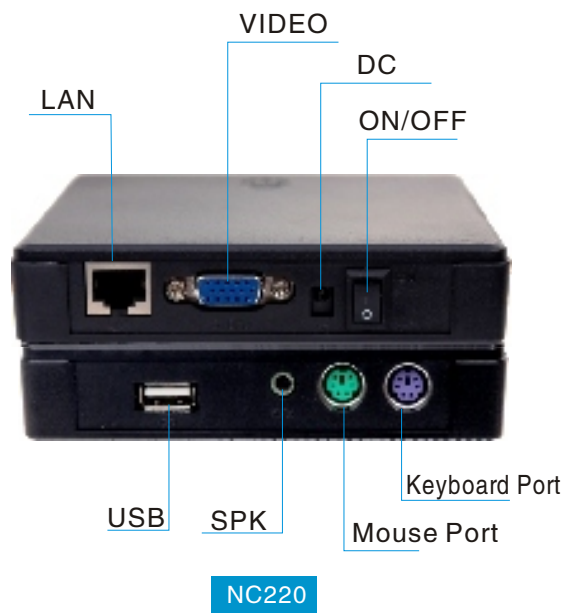 VIDEO
DC
LAN
ON/OFF
Keyboard Port
USB
SPK
Mouse Port
NC220